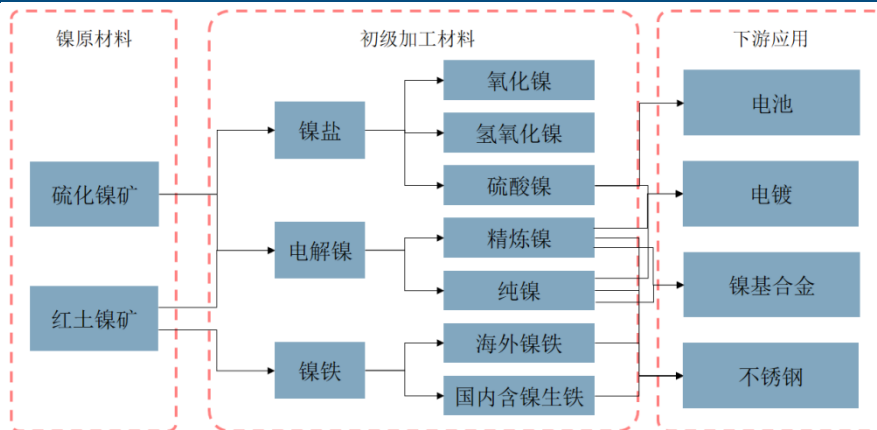 镍原材料
初级加工材料
下游应用
硫化镍矿
红土镍矿
镍盐
电解镍
镍铁
氧化镍
氢氧化镍
硫酸镍
精炼镍
纯镍
海外镍铁
国内含镍生铁
电池
电镀
镍基合金
不锈钢